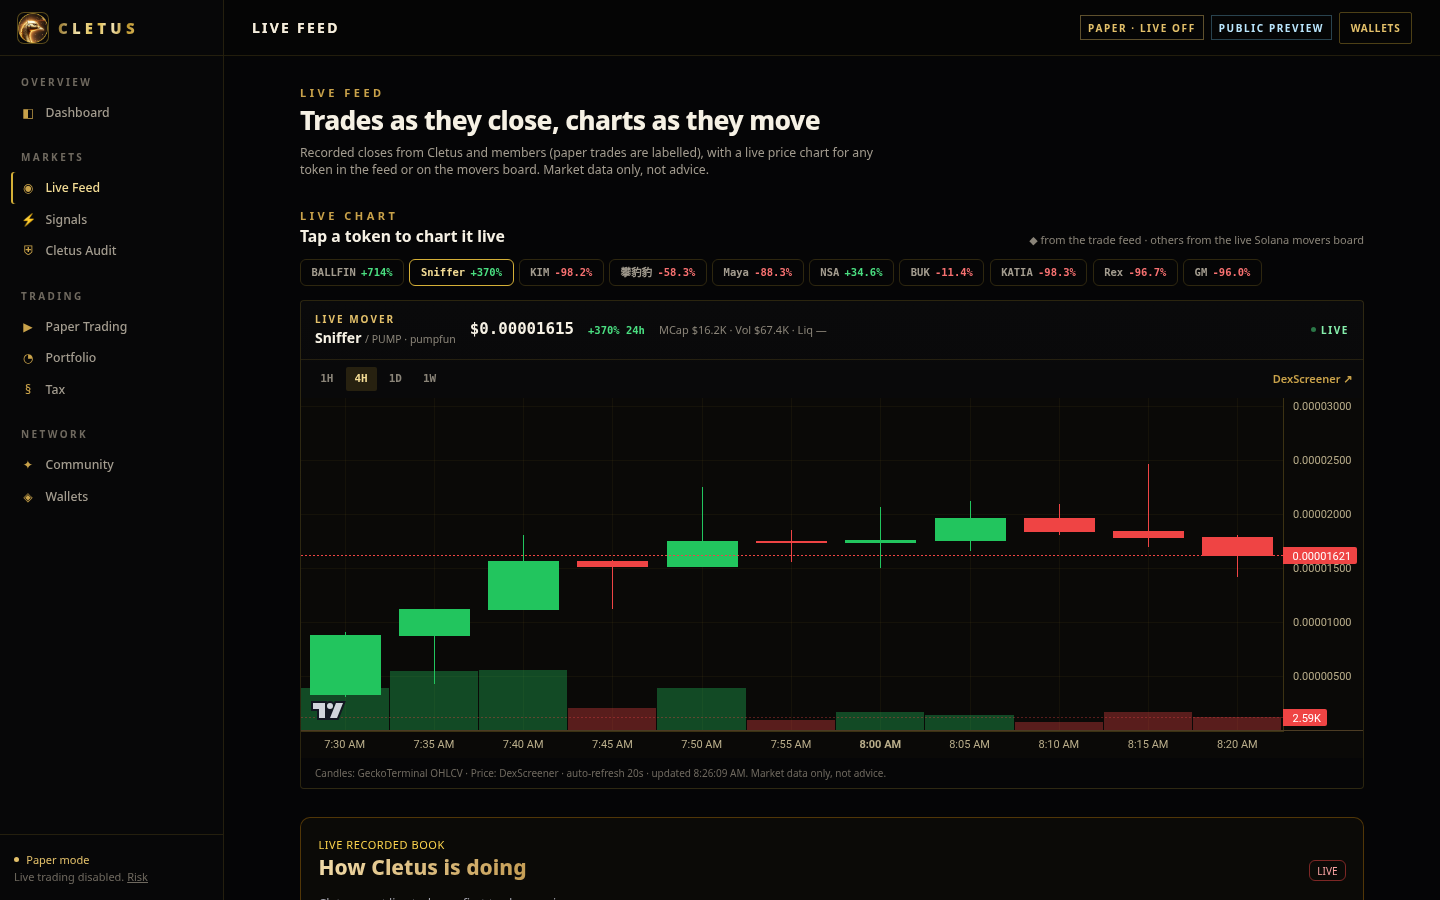 CLETUS
OVERVIEW
Dashboard
MARKETS
Live Feed
Signals
Cletus Audit
TRADING
Paper Trading
Portfolio
§ Tax
NETWORK
Community
Wallets
Paper mode
Live trading disabled. Risk
LIVE FEED
PAPER · LIVE OFF
PUBLIC PREVIEW
WALLETS
LIVE FEED
Trades as they close, charts as they move
Recorded closes from Cletus and members (paper trades are labelled), with a live price chart for any
token in the feed or on the movers board. Market data only, not advice.
LIVE CHART
Tap a token to chart it live
◆ from the trade feed · others from the live Solana movers board
BALLFIN +714% Sniffer +370% KIM -98.2% 攀豹豹 -58.3% Maya -88.3% NSA +34.6% BUK -11.4% KATIA -98.3% Rex -96.7% GM -96.0%
LIVE MOVER
Sniffer / PUMP · pumpfun
$0.00001615 +370% 24h MCap $16.2K · Vol $67.4K · Liq —
LIVE
1H 4H 1D 1W
DexScreener ↗
0.00003000
0.00002500
0.00002000
0.00001621
0.00001500
0.00001000
0.00000500
2.59K
7:30 AM 7:35 AM 7:40 AM 7:45 AM 7:50 AM 7:55 AM 8:00 AM 8:05 AM 8:10 AM 8:15 AM 8:20 AM
Candles: GeckoTerminal OHLCV · Price: DexScreener · auto-refresh 20s · updated 8:26:09 AM. Market data only, not advice.
LIVE RECORDED BOOK
How Cletus is doing
LIVE